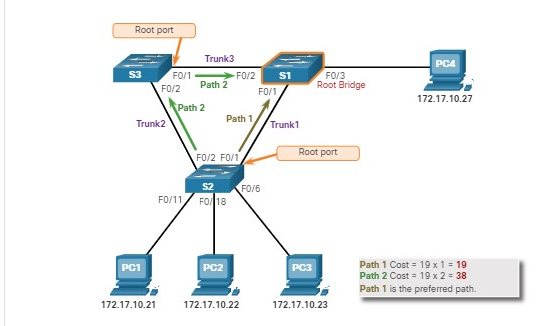 Root port
Trunk3
S3
F0/1
F0/2
S1
PC4
Path 2
F0/3
Root Bridge
F0/2
F0/1
172.17.10.27
Path 2
Path 1
Trunk2
Trunk1
F0/2
F0/1
Root port
S2
F0/11
F0/18
F0/6
PC1
PC2
PC3
172.17.10.21
172.17.10.22
172.17.10.23
Path 1 Cost = 19 x 1 = 19
Path 2 Cost = 19 x 2 = 38
Path 1 is the preferred path.